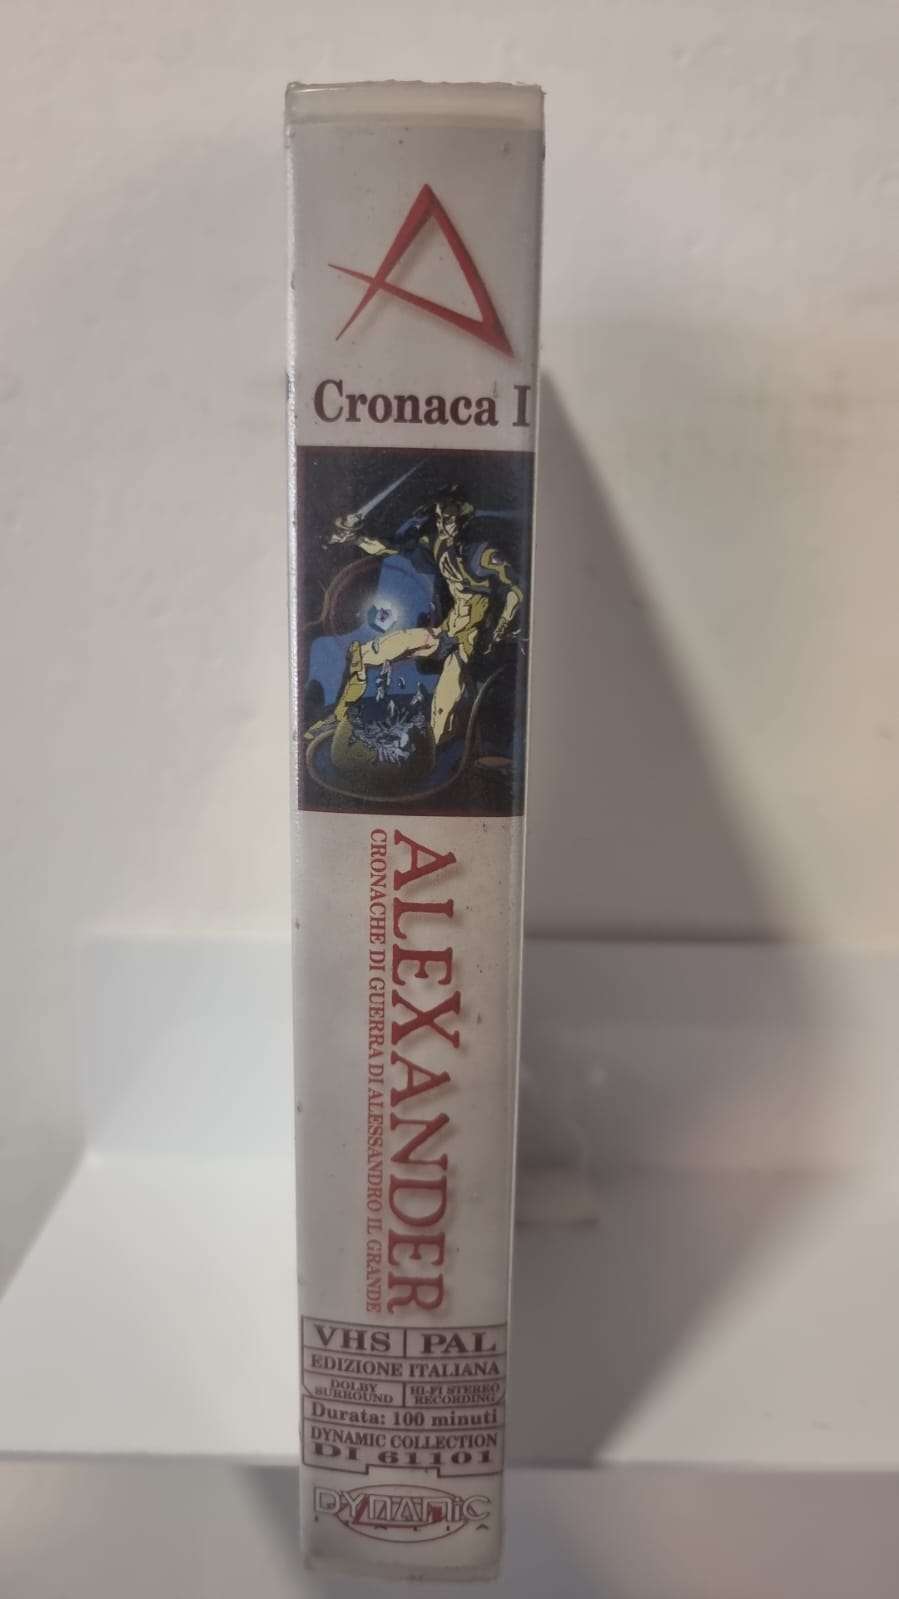 Cronaca I
ALEXANDER
CRONACHE DI GUERRA DI ALESSANDRO IL GRANDE
VHS PAL
EDIZIONE ITALIANA
DOLBY SURROUND HI-FI STEREO RECORDING
Durata: 100 minuti
DYNAMIC COLLECTION
DI 61101
DYNAMIC
ITALIA